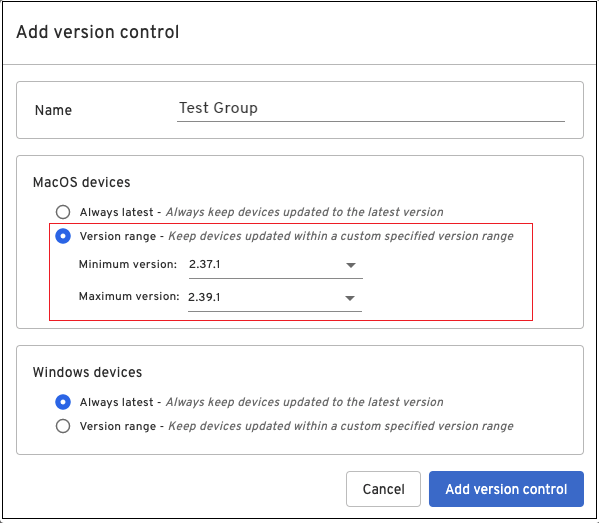 Add version control
Name Test Group
MacOS devices
Always latest - Always keep devices updated to the latest version
Version range - Keep devices updated within a custom specified version range
Minimum version: 2.37.1
Maximum version: 2.39.1
Windows devices
Always latest - Always keep devices updated to the latest version
Version range - Keep devices updated within a custom specified version range
Cancel Add version control